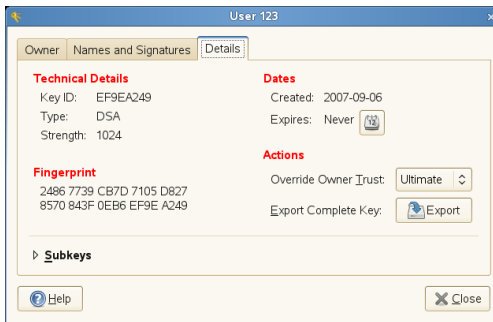 User 123
Owner
Names and Signatures
Details
Technical Details
Key ID: EF9EA249
Type: DSA
Strength: 1024
Fingerprint
2486 7739 CB7D 7105 D827
8570 843F 0EB6 EF9E A249
Dates
Created: 2007-09-06
Expires: Never
12
Actions
Override Owner Trust: Ultimate
Export Complete Key: Export
Subkeys
Help
Close